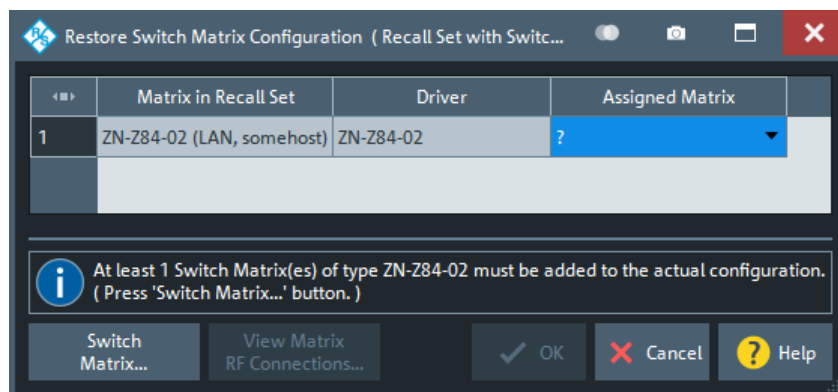 Restore Switch Matrix Configuration ( Recall Set with Switc...
Matrix in Recall Set Driver Assigned Matrix
1 ZN-Z84-02 (LAN, somehost) ZN-Z84-02 ?
At least 1 Switch Matrix(es) of type ZN-Z84-02 must be added to the actual configuration.
( Press 'Switch Matrix...' button. )
Switch
Matrix...
View Matrix
RF Connections...
OK
Cancel
? Help